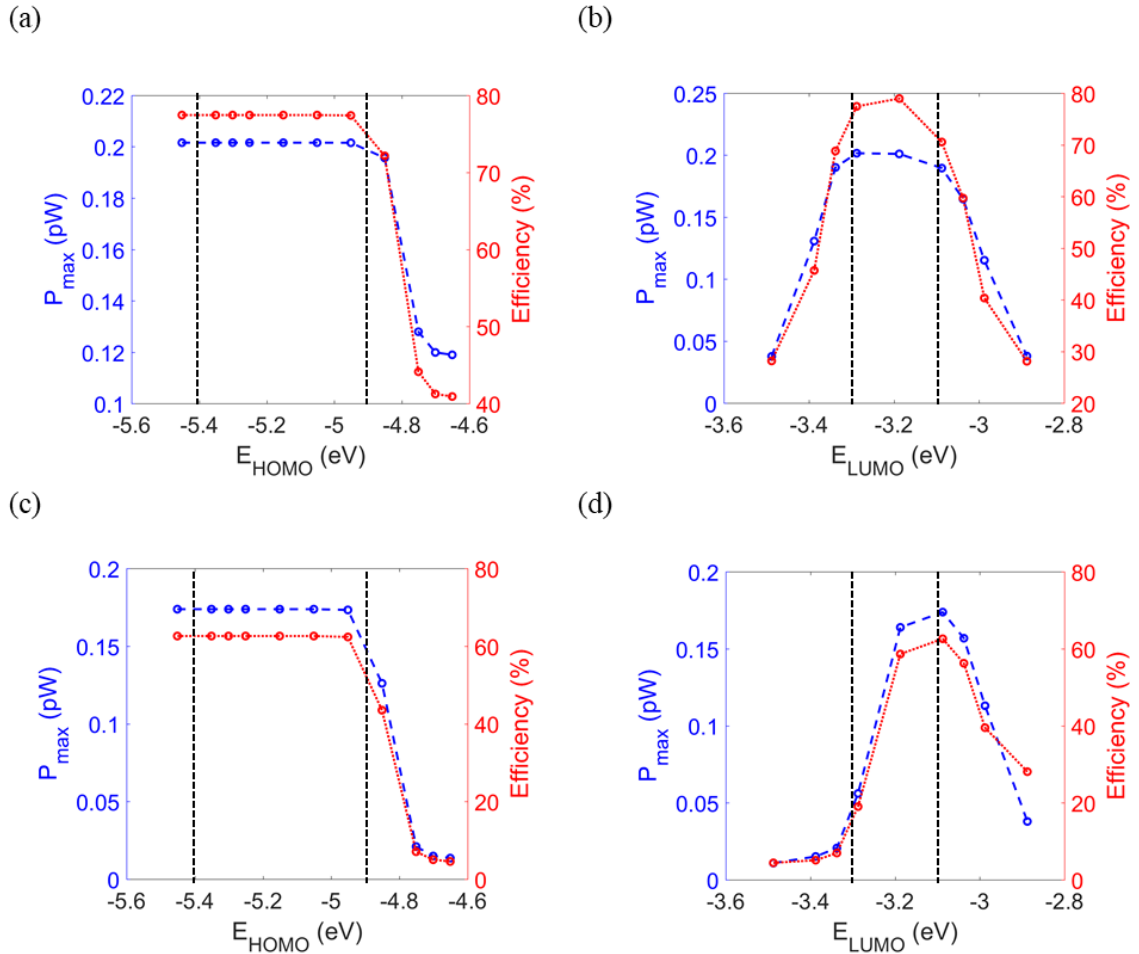 (a)
(b)
0.22
0.2
0.18
0.16
0.14
0.12
0.1
P_max (pW)
80
70
60
50
40
Efficiency (%)
-5.6 -5.4 -5.2 -5 -4.8 -4.6
E_HOMO (eV)
0.25
0.2
0.15
0.1
0.05
0
P_max (pW)
80
70
60
50
40
30
20
Efficiency (%)
-3.6 -3.4 -3.2 -3 -2.8
E_LUMO (eV)
(c)
(d)
0.2
0.15
0.1
0.05
0
P_max (pW)
80
60
40
20
0
Efficiency (%)
-5.6 -5.4 -5.2 -5 -4.8 -4.6
E_HOMO (eV)
0.2
0.15
0.1
0.05
0
P_max (pW)
80
60
40
20
0
Efficiency (%)
-3.6 -3.4 -3.2 -3 -2.8
E_LUMO (eV)